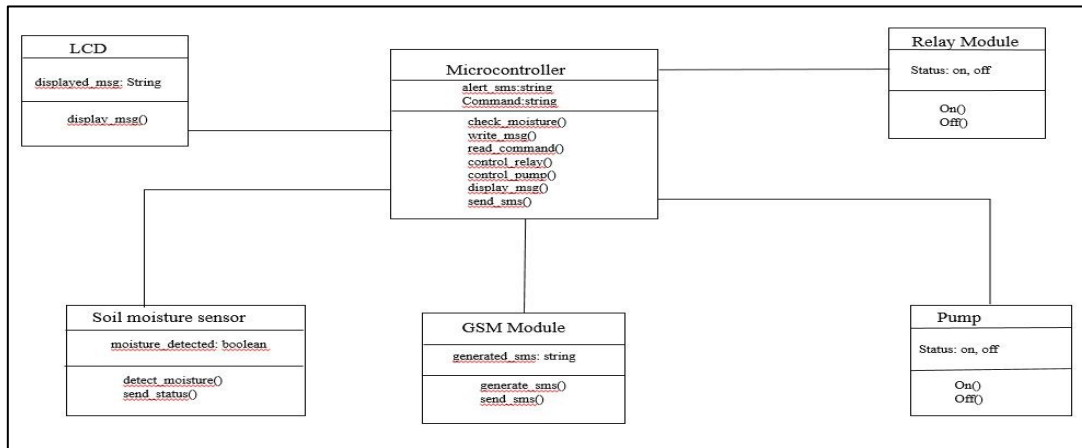 LCD
displayed_msg: String
display_msg()
Microcontroller
alert_sms:string
Command:string
check_moisture()
write_msg()
read_command()
control_relay()
control_pump()
display_msg()
send_sms()
Relay Module
Status: on, off
On()
Off()
Soil moisture sensor
moisture_detected: boolean
detect_moisture()
send_status()
GSM Module
generated_sms: string
generate_sms()
send_sms()
Pump
Status: on, off
On()
Off()